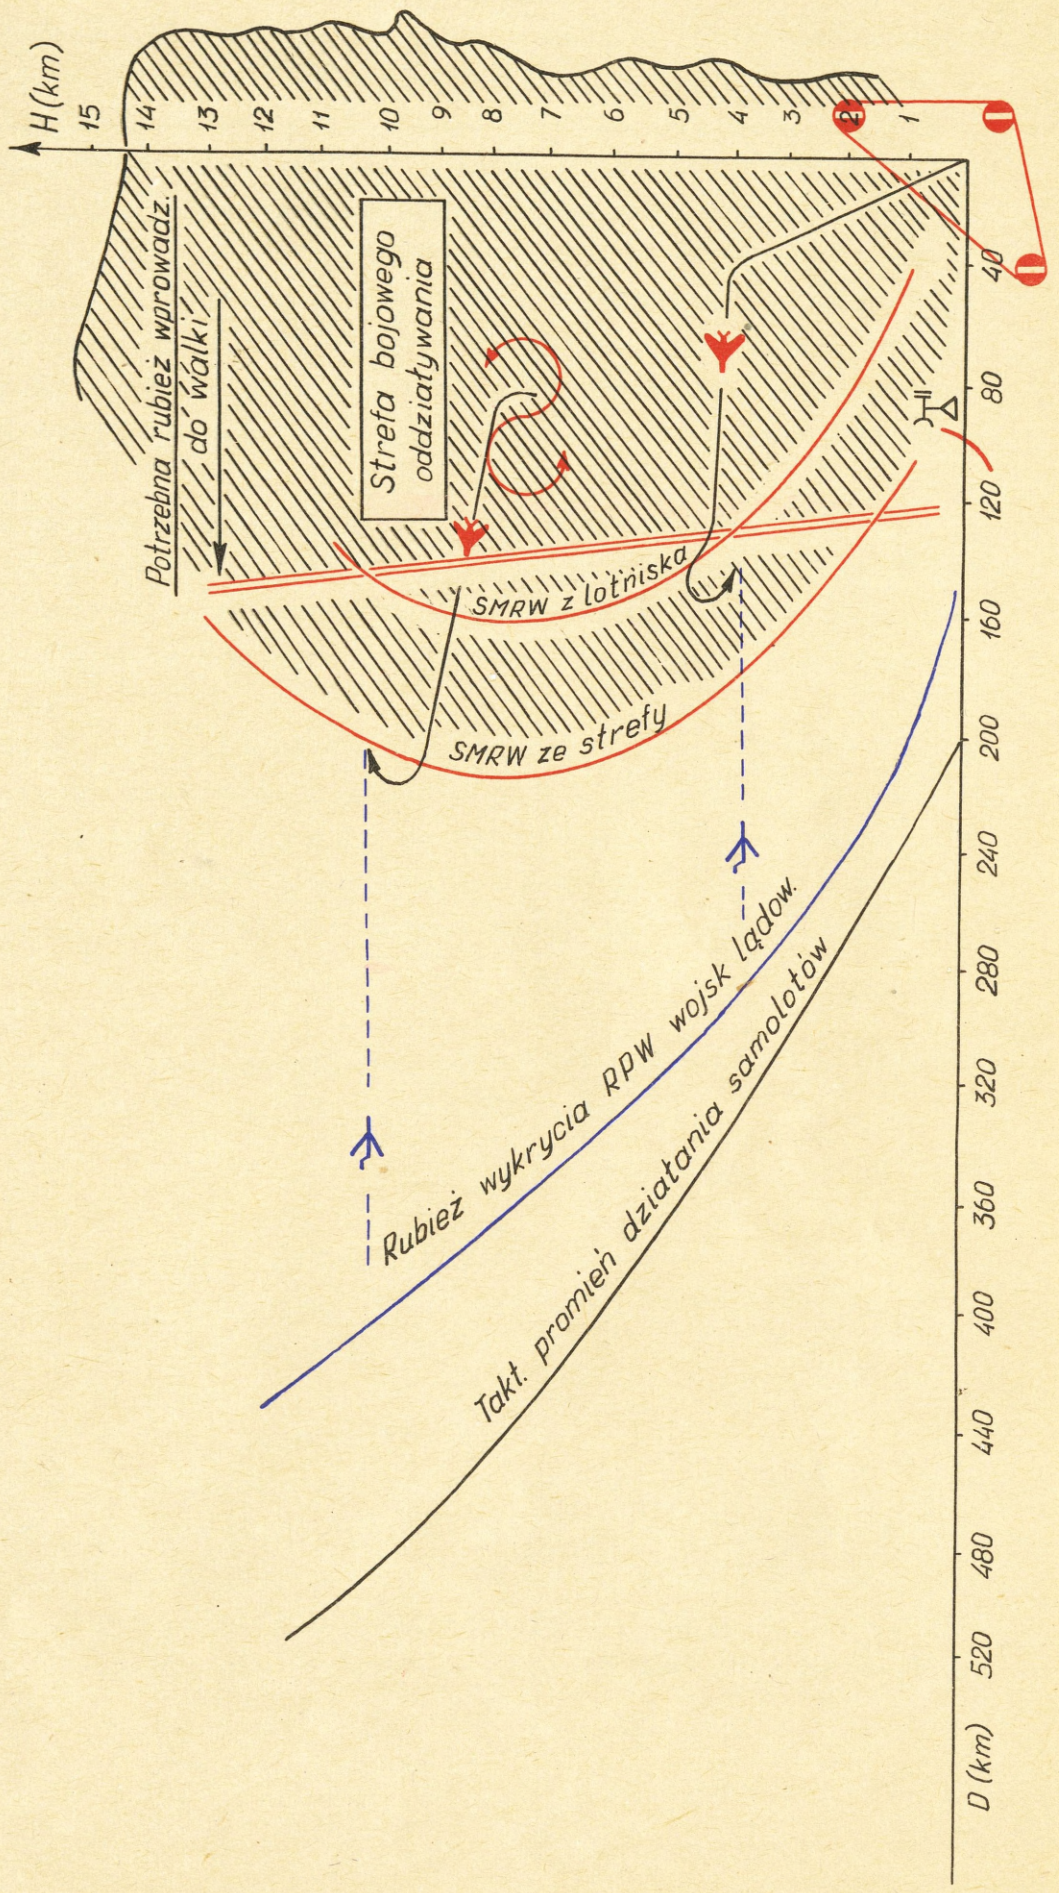 H (km)
15
14
13
12
11
10
9
8
7
6
5
4
3
2
1
Potrzebna rubież wprowadz.
do walki
Strefa bojowego
oddziaływania
SMRW z lotniska
SMRW ze strefy
Rubież wykrycia RPW wojsk lądow.
Takt. promień działania samolotów
40
80
120
160
200
240
280
320
360
400
440
480
520
D (km)